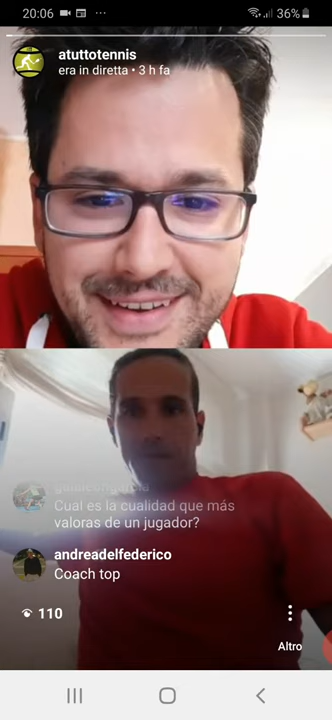 20:06
36%
atuttotennis
era in diretta • 3 h fa
Cual es la cualidad que más
valoras de un jugador?
andreadelfederico
Coach top
110
Altro